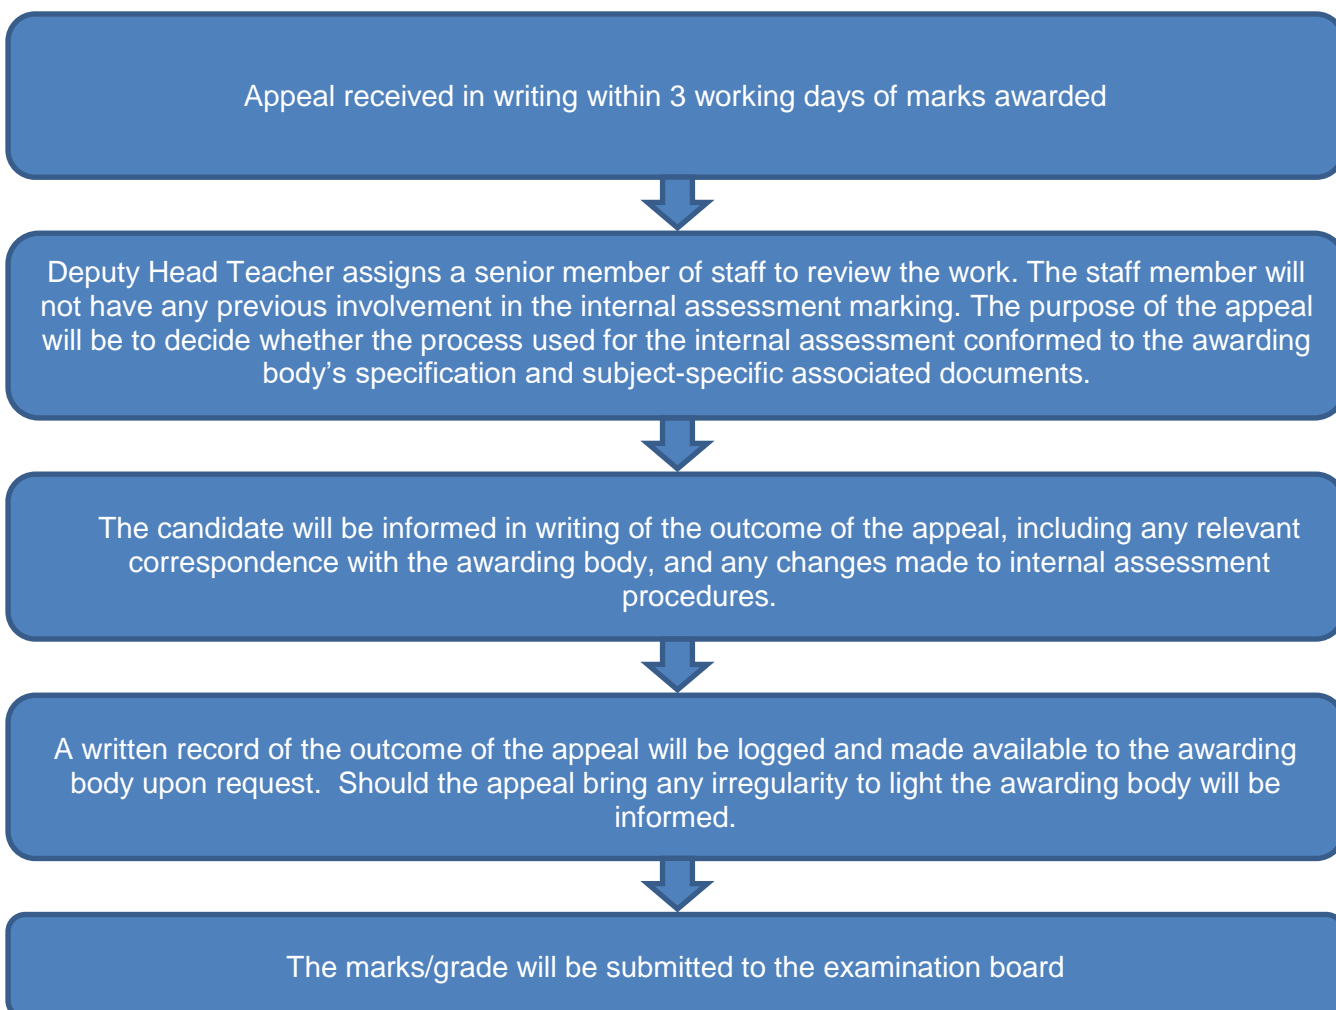 Appeal received in writing within 3 working days of marks awarded
Deputy Head Teacher assigns a senior member of staff to review the work. The staff member will
not have any previous involvement in the internal assessment marking. The purpose of the appeal
will be to decide whether the process used for the internal assessment conformed to the awarding
body’s specification and subject-specific associated documents.
The candidate will be informed in writing of the outcome of the appeal, including any relevant
correspondence with the awarding body, and any changes made to internal assessment
procedures.
A written record of the outcome of the appeal will be logged and made available to the awarding
body upon request.  Should the appeal bring any irregularity to light the awarding body will be
informed.
The marks/grade will be submitted to the examination board